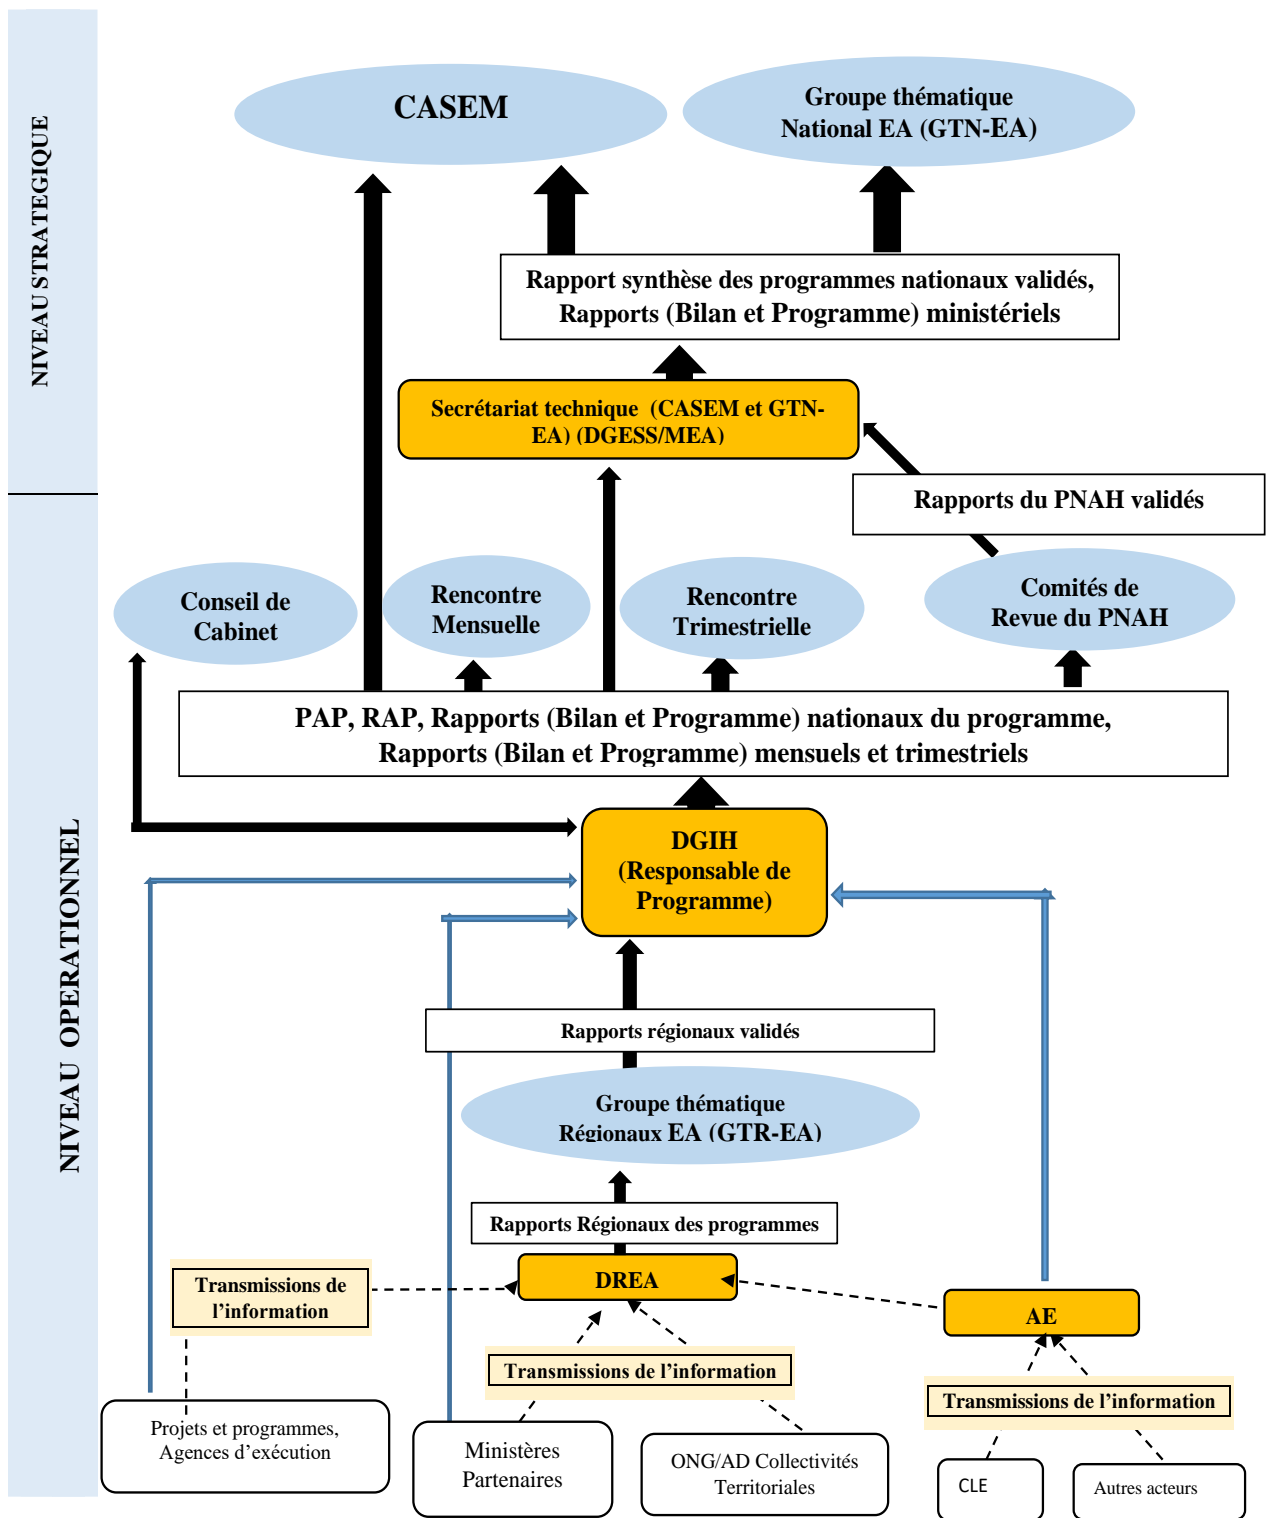 NIVEAU STRATEGIQUE
CASEM
Groupe thématique
National EA (GTN-EA)
Rapport synthèse des programmes nationaux validés,
Rapports (Bilan et Programme) ministériels
Secrétariat technique (CASEM et GTN-
EA) (DGESS/MEA)
Rapports du PNAH validés
NIVEAU OPERATIONNEL
Conseil de
Cabinet
Rencontre
Mensuelle
Rencontre
Trimestrielle
Comités de
Revue du PNAH
PAP, RAP, Rapports (Bilan et Programme) nationaux du programme,
Rapports (Bilan et Programme) mensuels et trimestriels
DGIH
(Responsable de
Programme)
Rapports régionaux validés
Groupe thématique
Régionaux EA (GTR-EA)
Rapports Régionaux des programmes
Transmissions de
l’information
DREA
AE
Transmissions de l’information
Transmissions de l’information
Projets et programmes,
Agences d’exécution
Ministères
Partenaires
ONG/AD Collectivités
Territoriales
CLE
Autres acteurs